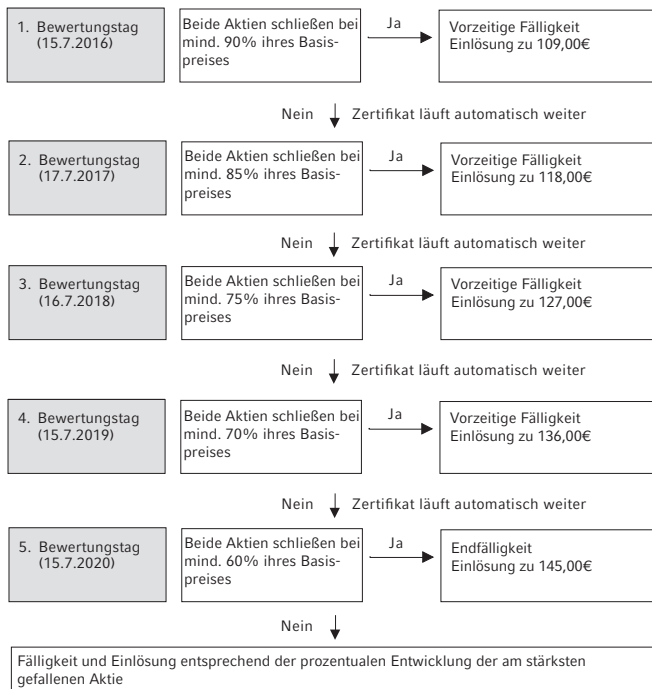 1. Bewertungstag
(15.7.2016)
Beide Aktien schließen bei
mind. 90% ihres Basis-
preises
Ja
Vorzeitige Fälligkeit
Einlösung zu 109,00€
Nein
Zertifikat läuft automatisch weiter
2. Bewertungstag
(17.7.2017)
Beide Aktien schließen bei
mind. 85% ihres Basis-
preises
Ja
Vorzeitige Fälligkeit
Einlösung zu 118,00€
Nein
Zertifikat läuft automatisch weiter
3. Bewertungstag
(16.7.2018)
Beide Aktien schließen bei
mind. 75% ihres Basis-
preises
Ja
Vorzeitige Fälligkeit
Einlösung zu 127,00€
Nein
Zertifikat läuft automatisch weiter
4. Bewertungstag
(15.7.2019)
Beide Aktien schließen bei
mind. 70% ihres Basis-
preises
Ja
Vorzeitige Fälligkeit
Einlösung zu 136,00€
Nein
Zertifikat läuft automatisch weiter
5. Bewertungstag
(15.7.2020)
Beide Aktien schließen bei
mind. 60% ihres Basis-
preises
Ja
Endfälligkeit
Einlösung zu 145,00€
Nein
Fälligkeit und Einlösung entsprechend der prozentualen Entwicklung der am stärksten
gefallenen Aktie